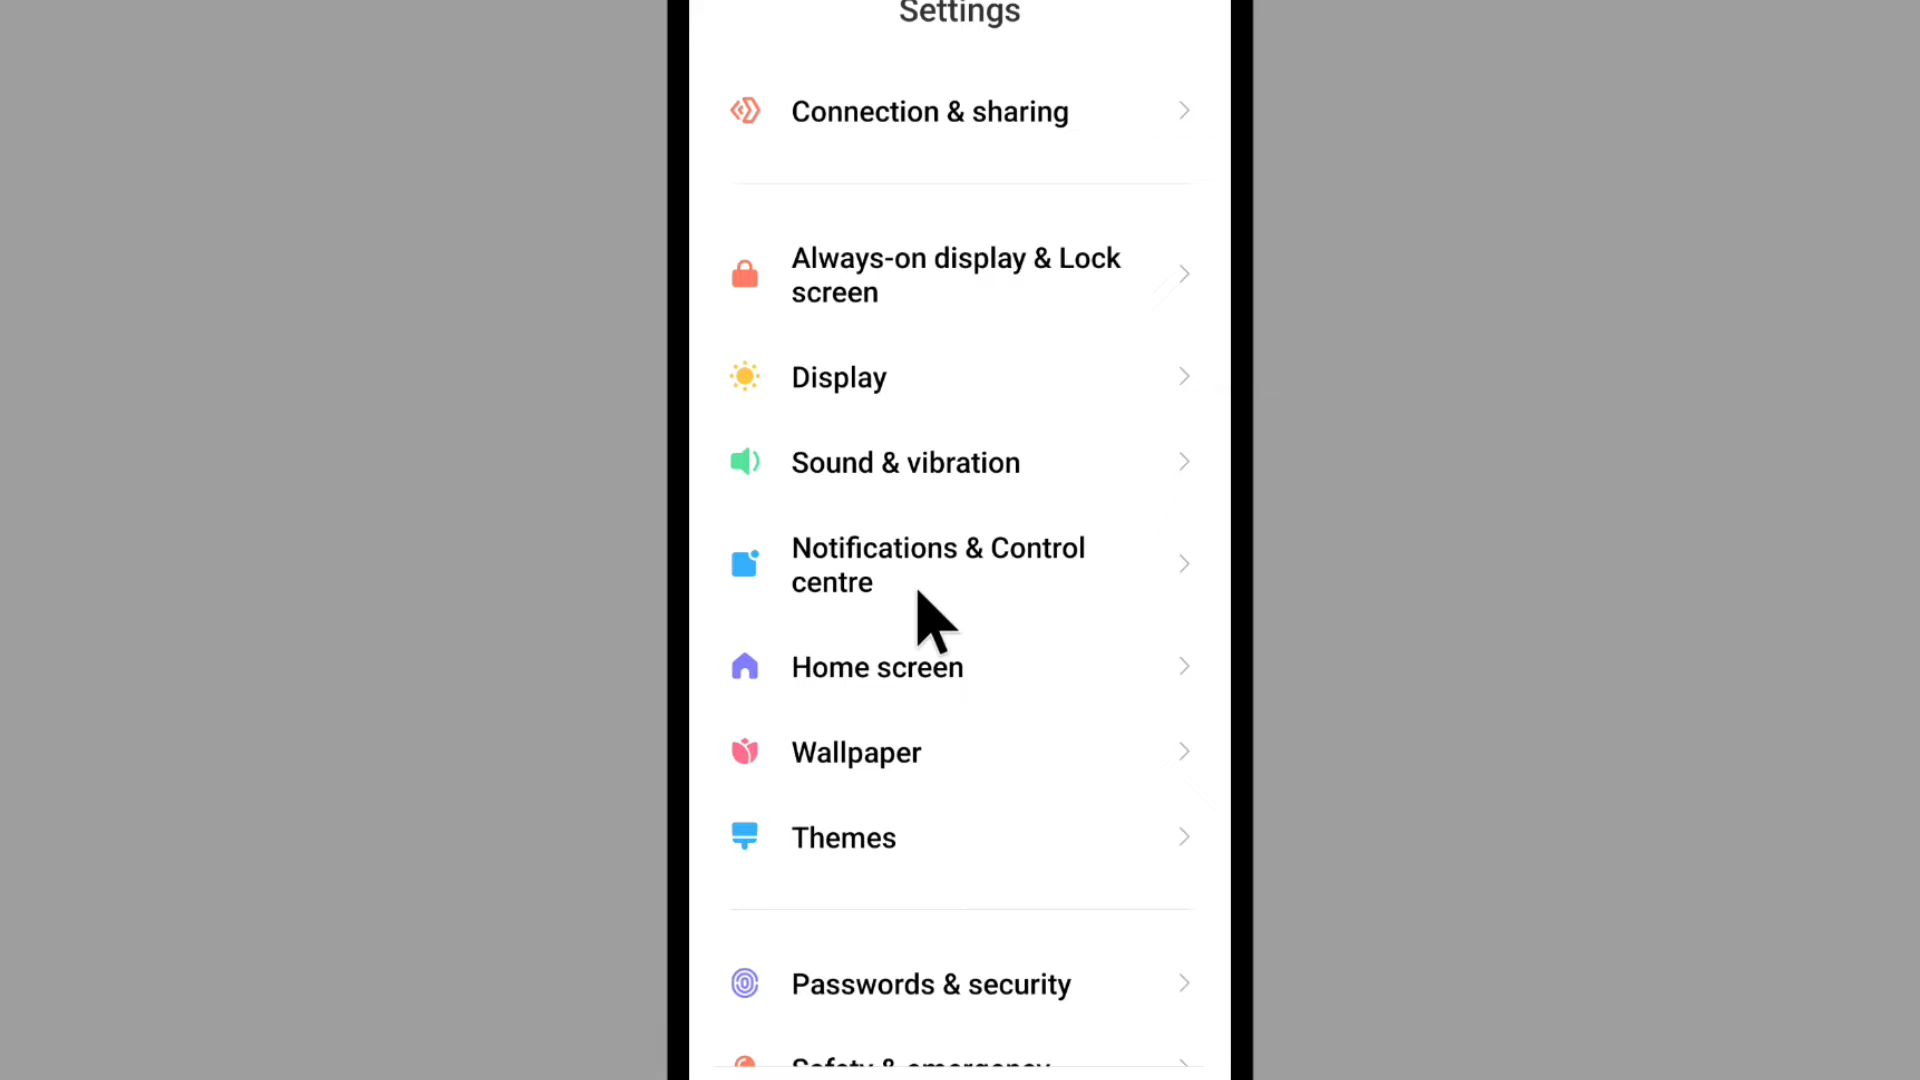 Settings
Connection & sharing
Always-on display & Lock
screen
Display
Sound & vibration
Notifications & Control
centre
Home screen
Wallpaper
Themes
Passwords & security
Safety & emergency